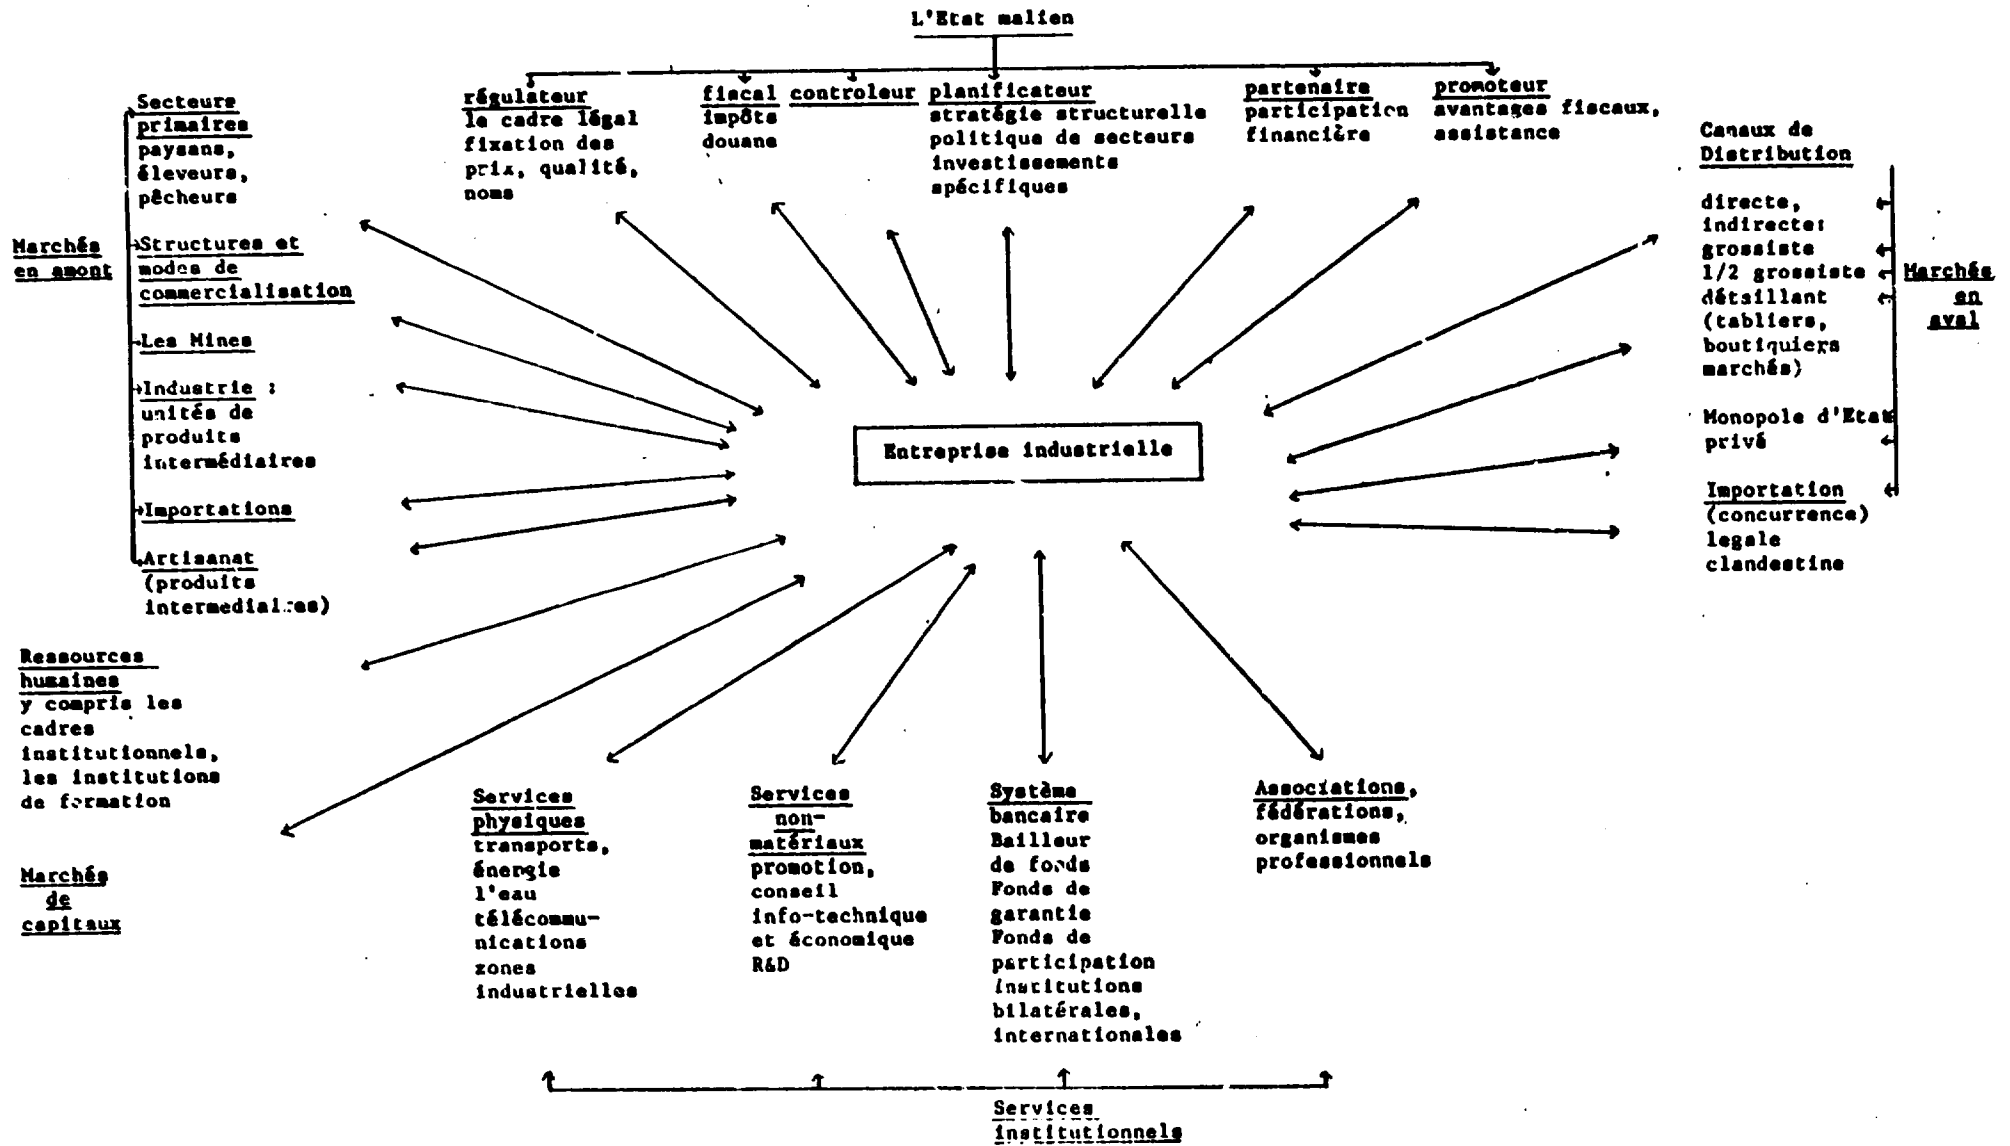 L'Etat malien
régulateur
le cadre légal
fixation des
prix, qualité,
noms
fiscal
impôts
douane
controleur
planificateur
stratégie structurelle
politique de secteurs
investissements
spécifiques
partenaire
participation
financière
promoteur
avantages fiscaux,
assistance
Marchés
en amont
Secteurs
primaires
paysans,
éleveurs,
pêcheurs
Structures et
modes de
commercialisation
Les Mines
Industrie :
unités de
produits
intermédiaires
Importations
Artisanat
(produits
intermediaires)
Entreprise industrielle
Canaux de
Distribution
directe,
indirecte:
grossiste
1/2 grossiste
détaillant
(tabliers,
boutiquiers
marchés)
Monopole d'Etat
privé
Importation
(concurrence)
legale
clandestine
Marchés
en
aval
Ressources
humaines
y compris les
cadres
institutionnels,
les institutions
de formation
Marchés
de
capitaux
Services
physiques
transports,
énergie
l'eau
télécommu-
nications
zones
industrielles
Services
non-
matériaux
promotion,
conseil
info-technique
et économique
R&D
Système
bancaire
Bailleur
de fonds
Fonds de
garantie
Fonds de
participation
institutions
bilatérales,
internationales
Associations,
fédérations,
organismes
professionnels
Services
institutionnels